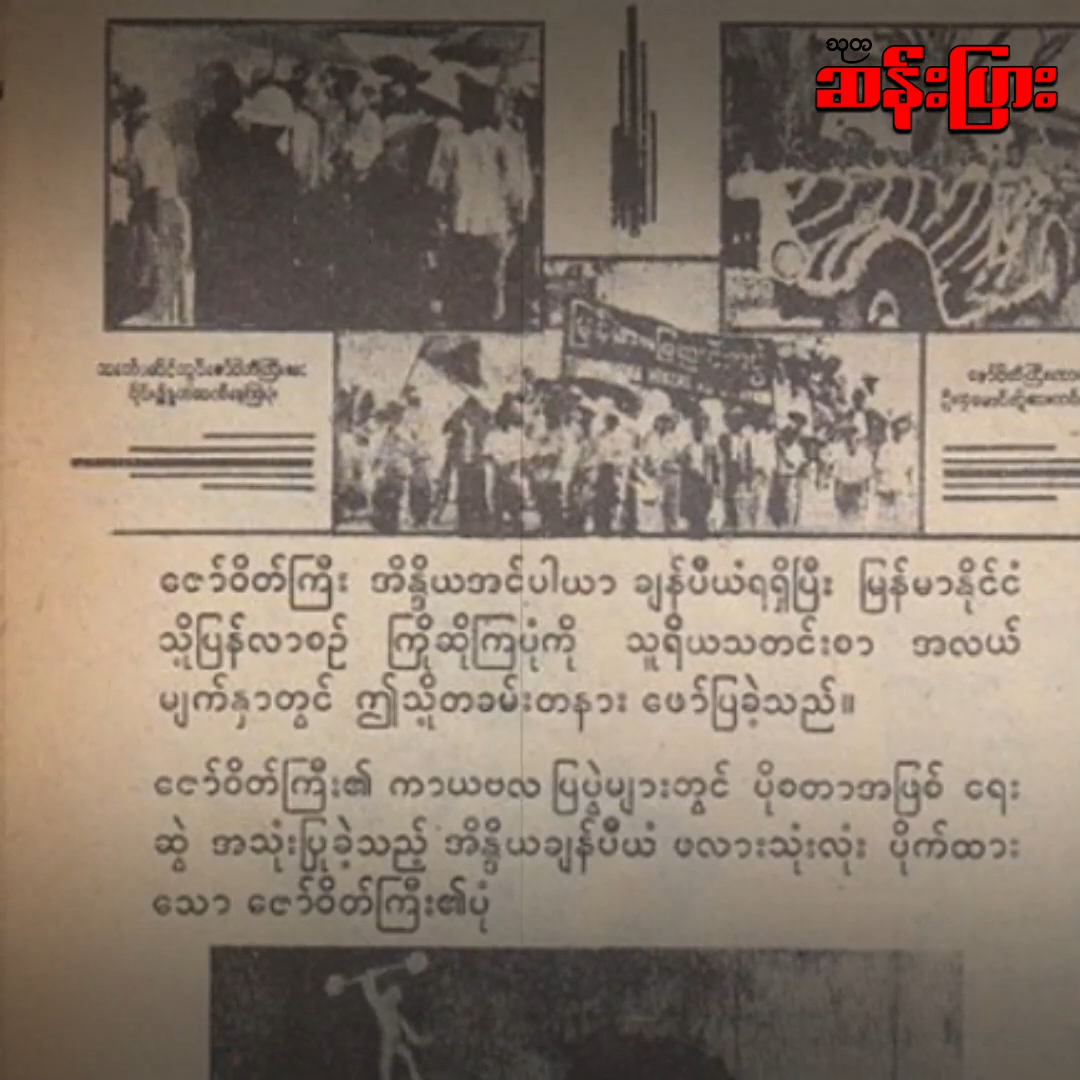 သုတ
ဆန်းပြား
ဇော်ဝိတ်ကြီး အိန္ဒိယအင်ပါယာ ချန်ပီယံရရှိပြီး မြန်မာနိုင်ငံ
သို့ပြန်လာစဉ် ကြိုဆိုကြပုံကို သူရိယသတင်းစာ အလယ်
မျက်နှာတွင် ဤသို့တခမ်းတနား ဖော်ပြခဲ့သည်။
ဇော်ဝိတ်ကြီး၏ ကာယဗလ ပြပွဲများတွင် ပိုစတာအဖြစ် ရေး
ဆွဲ အသုံးပြုခဲ့သည့် အိန္ဒိယချန်ပီယံ ဖလားသုံးလုံး ပိုက်ထား
သော ဇော်ဝိတ်ကြီး၏ပုံ